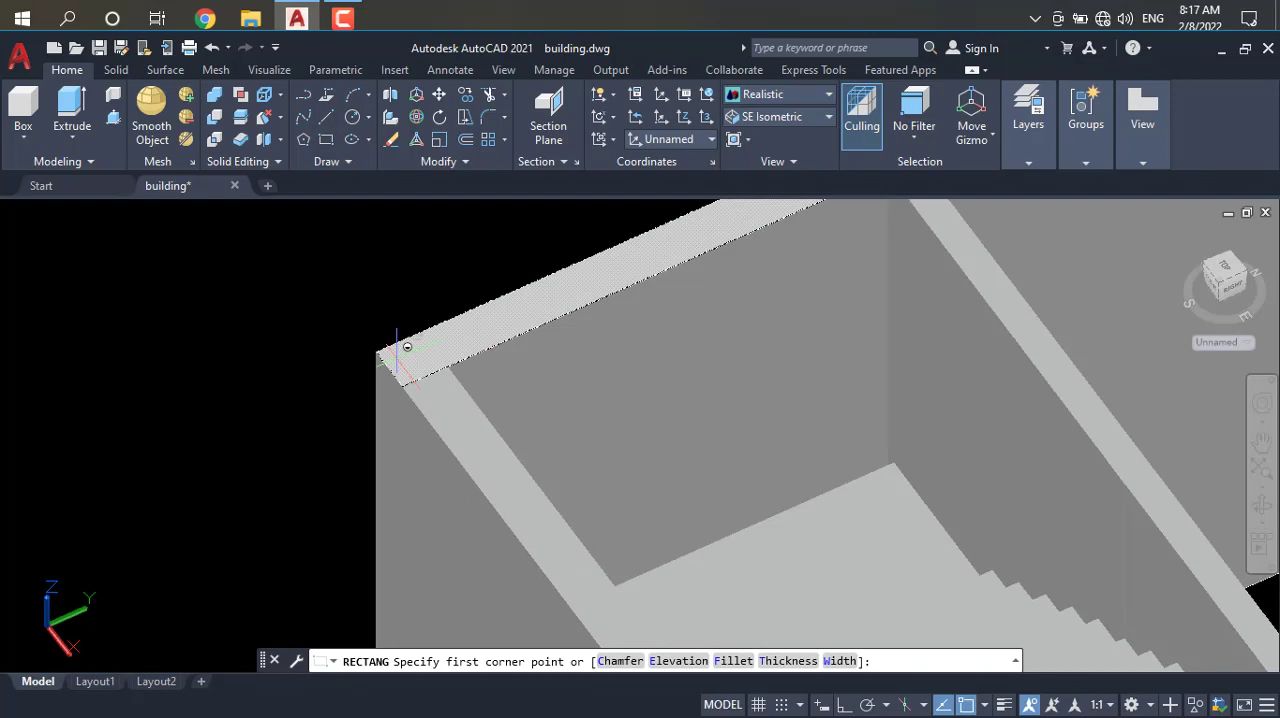 ENG
8:17 AM
2/8/2022
Autodesk AutoCAD 2021 building.dwg
Type a keyword or phrase
Sign In
Home Solid Surface Mesh Visualize Parametric Insert Annotate View Manage Output Add-ins Collaborate Express Tools Featured Apps
Realistic
SE Isometric
Unnamed
Box
Extrude
Smooth
Object
Section
Plane
Culling
No Filter
Move
Gizmo
Layers
Groups
View
Modeling
Mesh
Solid Editing
Draw
Modify
Section
Coordinates
View
Selection
Start
building*
TOP
RIGHT
N
S
E
Unnamed
Z
Y
X
RECTANG Specify first corner point or [Chamfer Elevation Fillet Thickness Width]:
Model Layout1 Layout2
MODEL
1:1